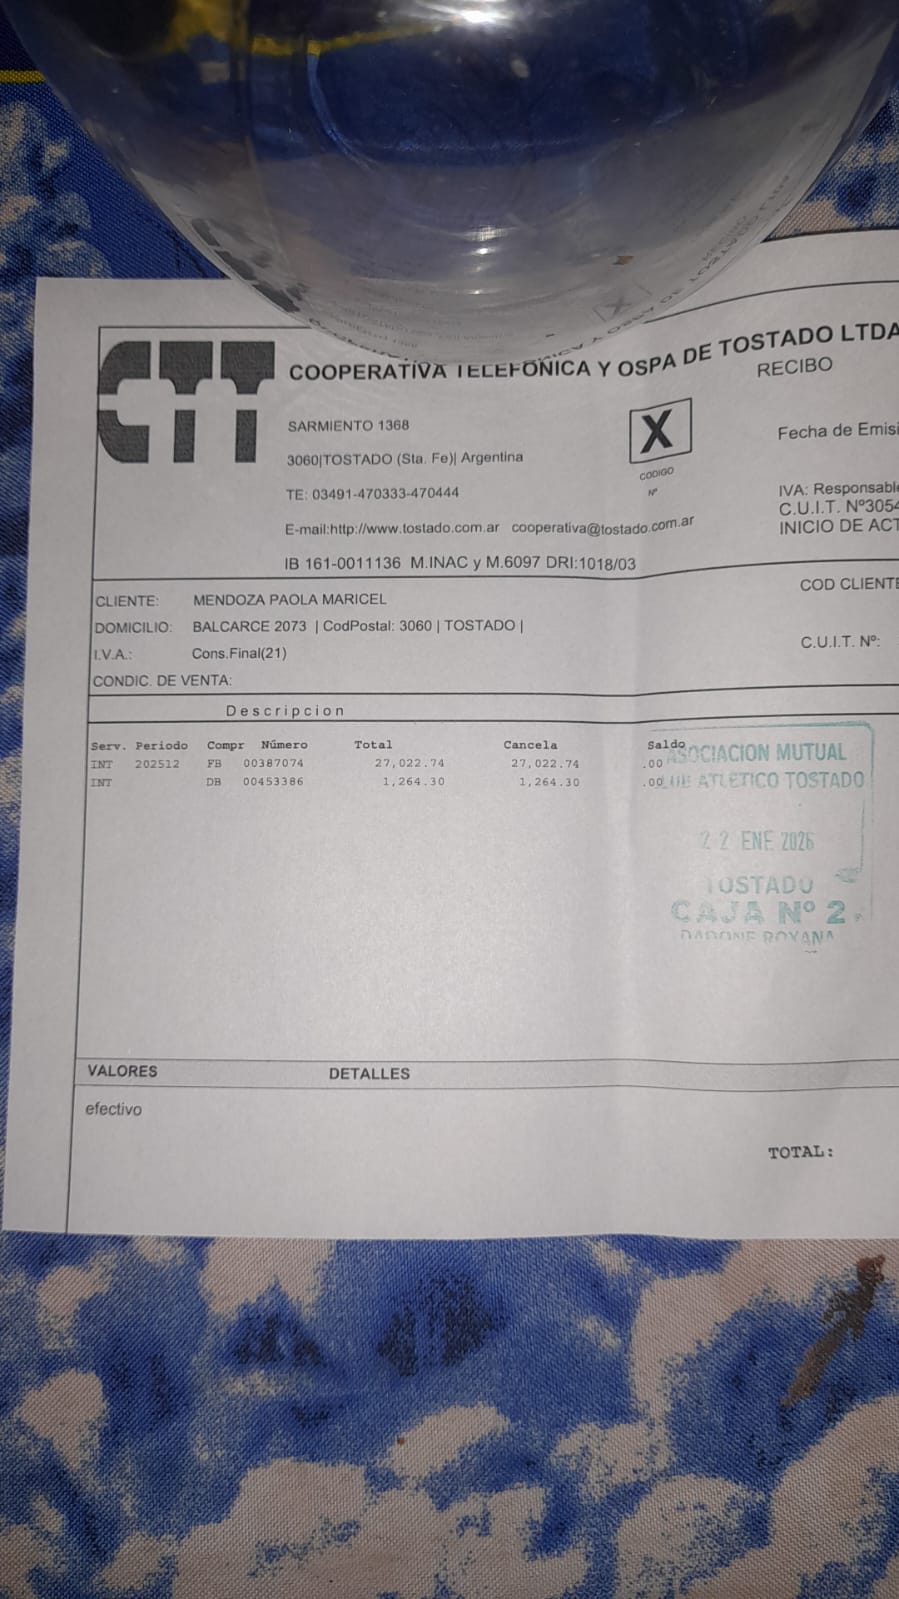 CTT
COOPERATIVA TELEFONICA Y OSPA DE TOSTADO LTDA
RECIBO
SARMIENTO 1368
X
CODIGO
Nº
Fecha de Emisi
3060|TOSTADO (Sta. Fe)| Argentina
TE: 03491-470333-470444
IVA: Responsable
C.U.I.T. Nº3054
E-mail:http://www.tostado.com.ar cooperativa@tostado.com.ar
INICIO DE ACT
IB 161-0011136 M.INAC y M.6097 DRI:1018/03
COD CLIENTE
CLIENTE: MENDOZA PAOLA MARICEL
DOMICILIO: BALCARCE 2073 | CodPostal: 3060 | TOSTADO |
C.U.I.T. Nº:
I.V.A.: Cons.Final(21)
CONDIC. DE VENTA:
Descripcion
Serv. Periodo Compr Número Total Cancela Saldo
INT 202512 FB 00387074 27,022.74 27,022.74 .00
INT DB 00453386 1,264.30 1,264.30 .00
ASOCIACION MUTUAL
ATLETICO TOSTADO
22 ENE 2026
TOSTADO
CAJA Nº 2
VALORES DETALLES
efectivo
TOTAL: